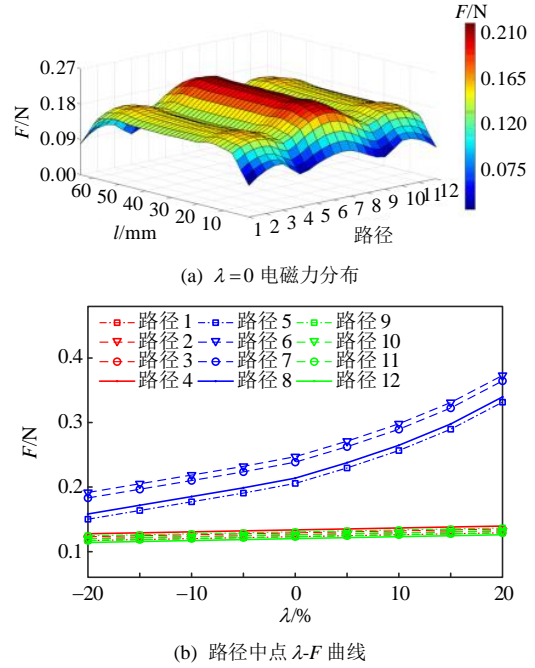 F/N
0.210
0.165
0.120
0.075
0.27
0.18
0.09
0.00
F/N
60 50 40 30 20 10
l/mm
1 2 3 4 5 6 7 8 9 10 11 12
路径
(a) λ=0 电磁力分布
路径 1 路径 5 路径 9
路径 2 路径 6 路径 10
路径 3 路径 7 路径 11
路径 4 路径 8 路径 12
0.4
0.3
0.2
0.1
F/N
−20 −10 0 10 20
λ/%
(b) 路径中点 λ-F 曲线